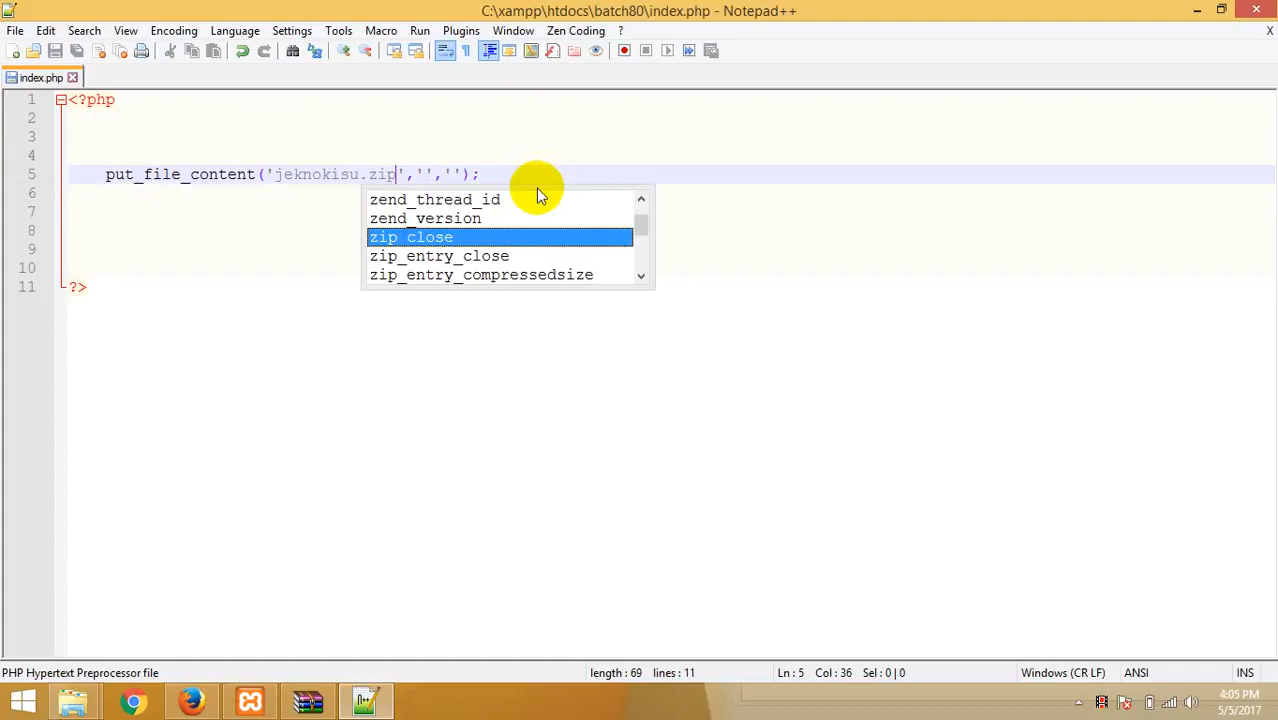 C:\xampp\htdocs\batch80\index.php - Notepad++
File Edit Search View Encoding Language Settings Tools Macro Run Plugins Window Zen Coding ? X
index.php
1 <?php
2
3
4
5 put_file_content('jeknokisu.zip','','');
6
7
8
9
10
11 ?>
zend_thread_id
zend_version
zip_close
zip_entry_close
zip_entry_compressedsize
PHP Hypertext Preprocessor file length : 69 lines : 11 Ln : 5 Col : 36 Sel : 0 | 0 Windows (CR LF) ANSI INS
4:05 PM
5/5/2017